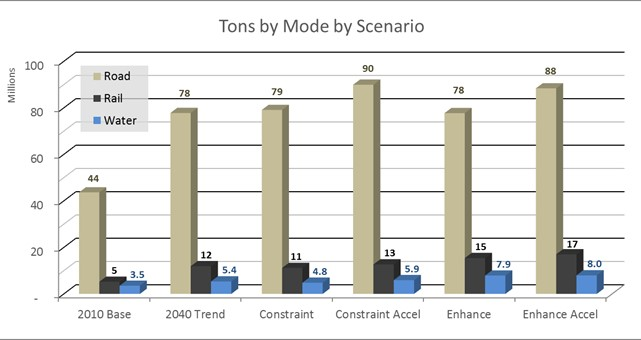 Tons by Mode by Scenario
Millions
100
80
60
40
20
-
Road
Rail
Water
44
5
3.5
78
12
5.4
79
11
4.8
90
13
5.9
78
15
7.9
88
17
8.0
2010 Base
2040 Trend
Constraint
Constraint Accel
Enhance
Enhance Accel